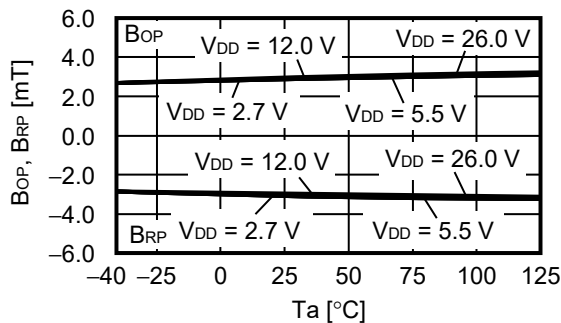 6.0
4.0
2.0
0.0
−2.0
−4.0
−6.0
BOP, BRP [mT]
BOP
VDD = 12.0 V
VDD = 26.0 V
VDD = 2.7 V
VDD = 5.5 V
VDD = 12.0 V
VDD = 26.0 V
BRP
VDD = 2.7 V
VDD = 5.5 V
−40 −25 0 25 50 75 100 125
Ta [°C]